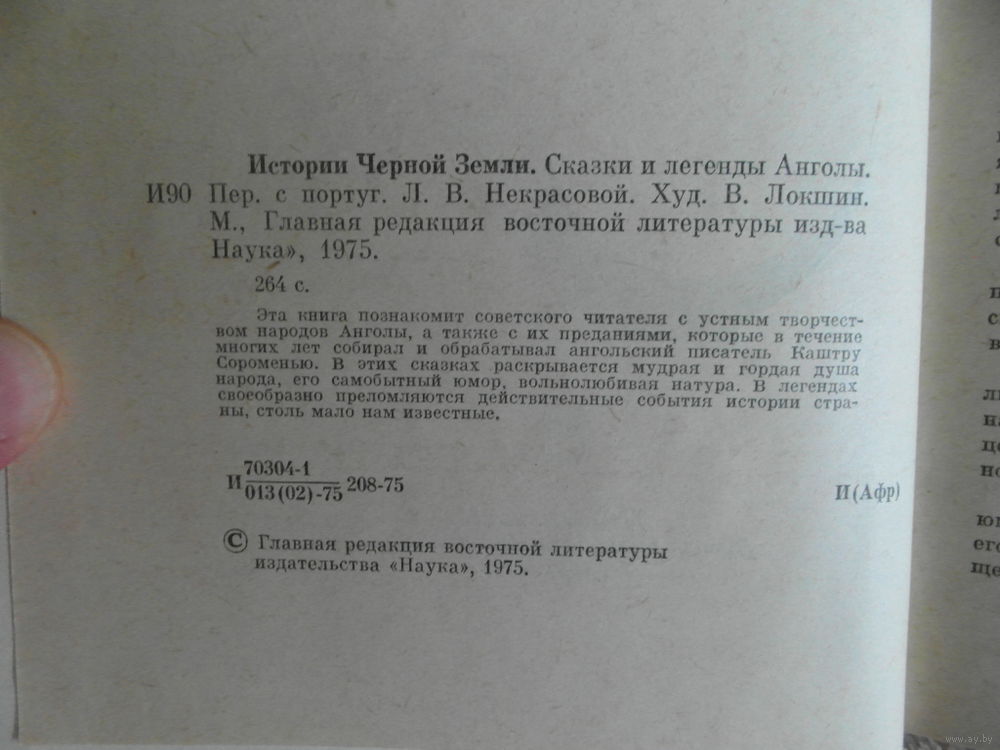 Истории Черной Земли. Сказки и легенды Анголы.
И90 Пер. с португ. Л. В. Некрасовой. Худ. В. Локшин.
М., Главная редакция восточной литературы изд-ва
Наука», 1975.
264 с.
Эта книга познакомит советского читателя с устным творчест-
вом народов Анголы, а также с их преданиями, которые в течение
многих лет собирал и обрабатывал ангольский писатель Каштру
Сороменью. В этих сказках раскрывается мудрая и гордая душа
народа, его самобытный юмор, вольнолюбивая натура. В легендах
своеобразно преломляются действительные события истории стра-
ны, столь мало нам известные.
70304-1
И 013(02)-75 208-75
И(Афр)
© Главная редакция восточной литературы
издательства «Наука», 1975.
www.ay.by